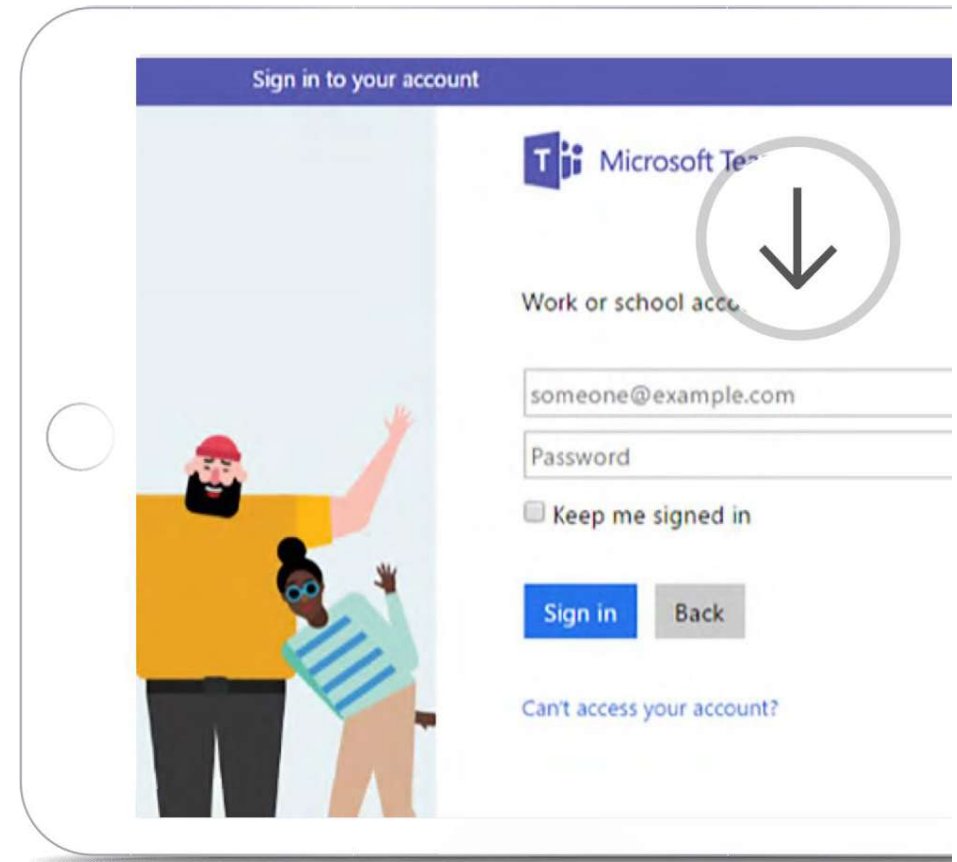 Sign in to your account
T Microsoft
Work or school
someone@example.com
Password
Keep me signed in
Sign in Back
Can't access your account?